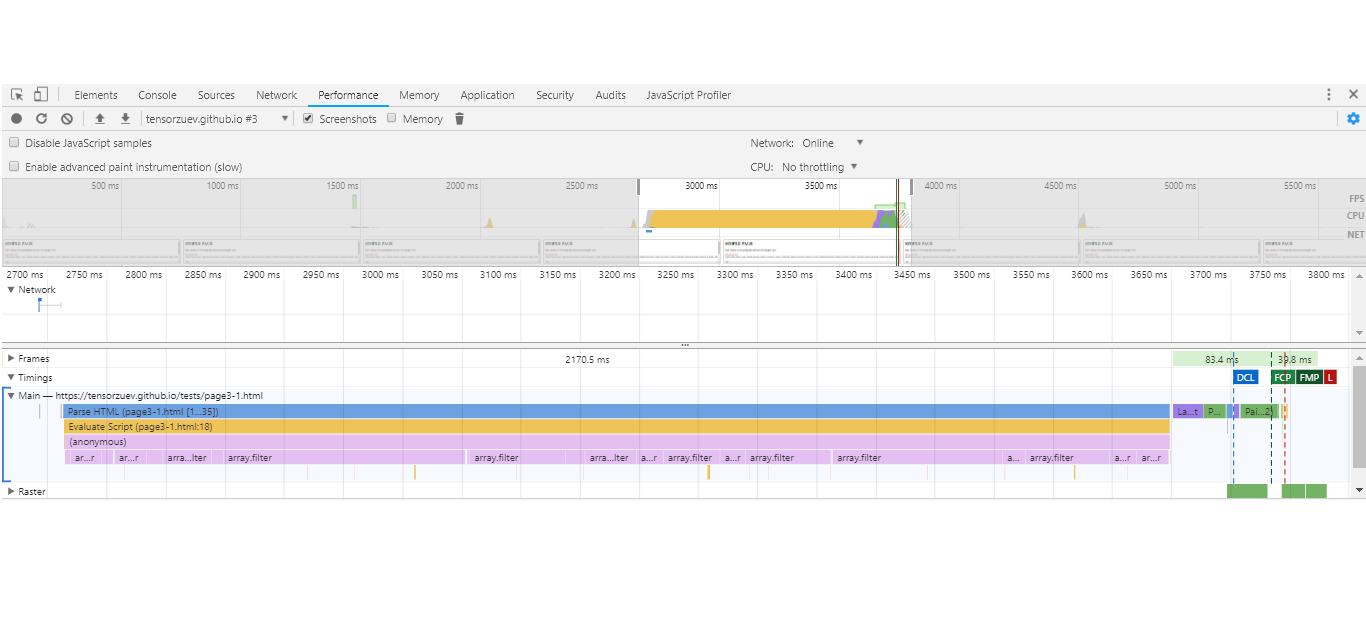 Elements Console Sources Network Performance Memory Application Security Audits JavaScript Profiler
tensorzuev.github.io #3 ▼ Screenshots Memory
Disable JavaScript samples Network: Online ▼
Enable advanced paint instrumentation (slow) CPU: No throttling ▼
500 ms 1000 ms 1500 ms 2000 ms 2500 ms 3000 ms 3500 ms 4000 ms 4500 ms 5000 ms 5500 ms
FPS
CPU
NET
2700 ms 2750 ms 2800 ms 2850 ms 2900 ms 2950 ms 3000 ms 3050 ms 3100 ms 3150 ms 3200 ms 3250 ms 3300 ms 3350 ms 3400 ms 3450 ms 3500 ms 3550 ms 3600 ms 3650 ms 3700 ms 3750 ms 3800 ms
▼ Network
▶ Frames 2170.5 ms 83.4 ms 39.8 ms
▼ Timings DCL FCP FMP L
▼ Main — https://tensorzuev.github.io/tests/page3-1.html
Parse HTML (page3-1.html [1…35]) La…t P… Pai…2)
Evaluate Script (page3-1.html:18)
(anonymous)
ar…r ar…r arra…lter array.filter array.filter arra…lter a…r array.filter a…r array.filter array.filter a… array.filter a…r ar…r
▶ Raster